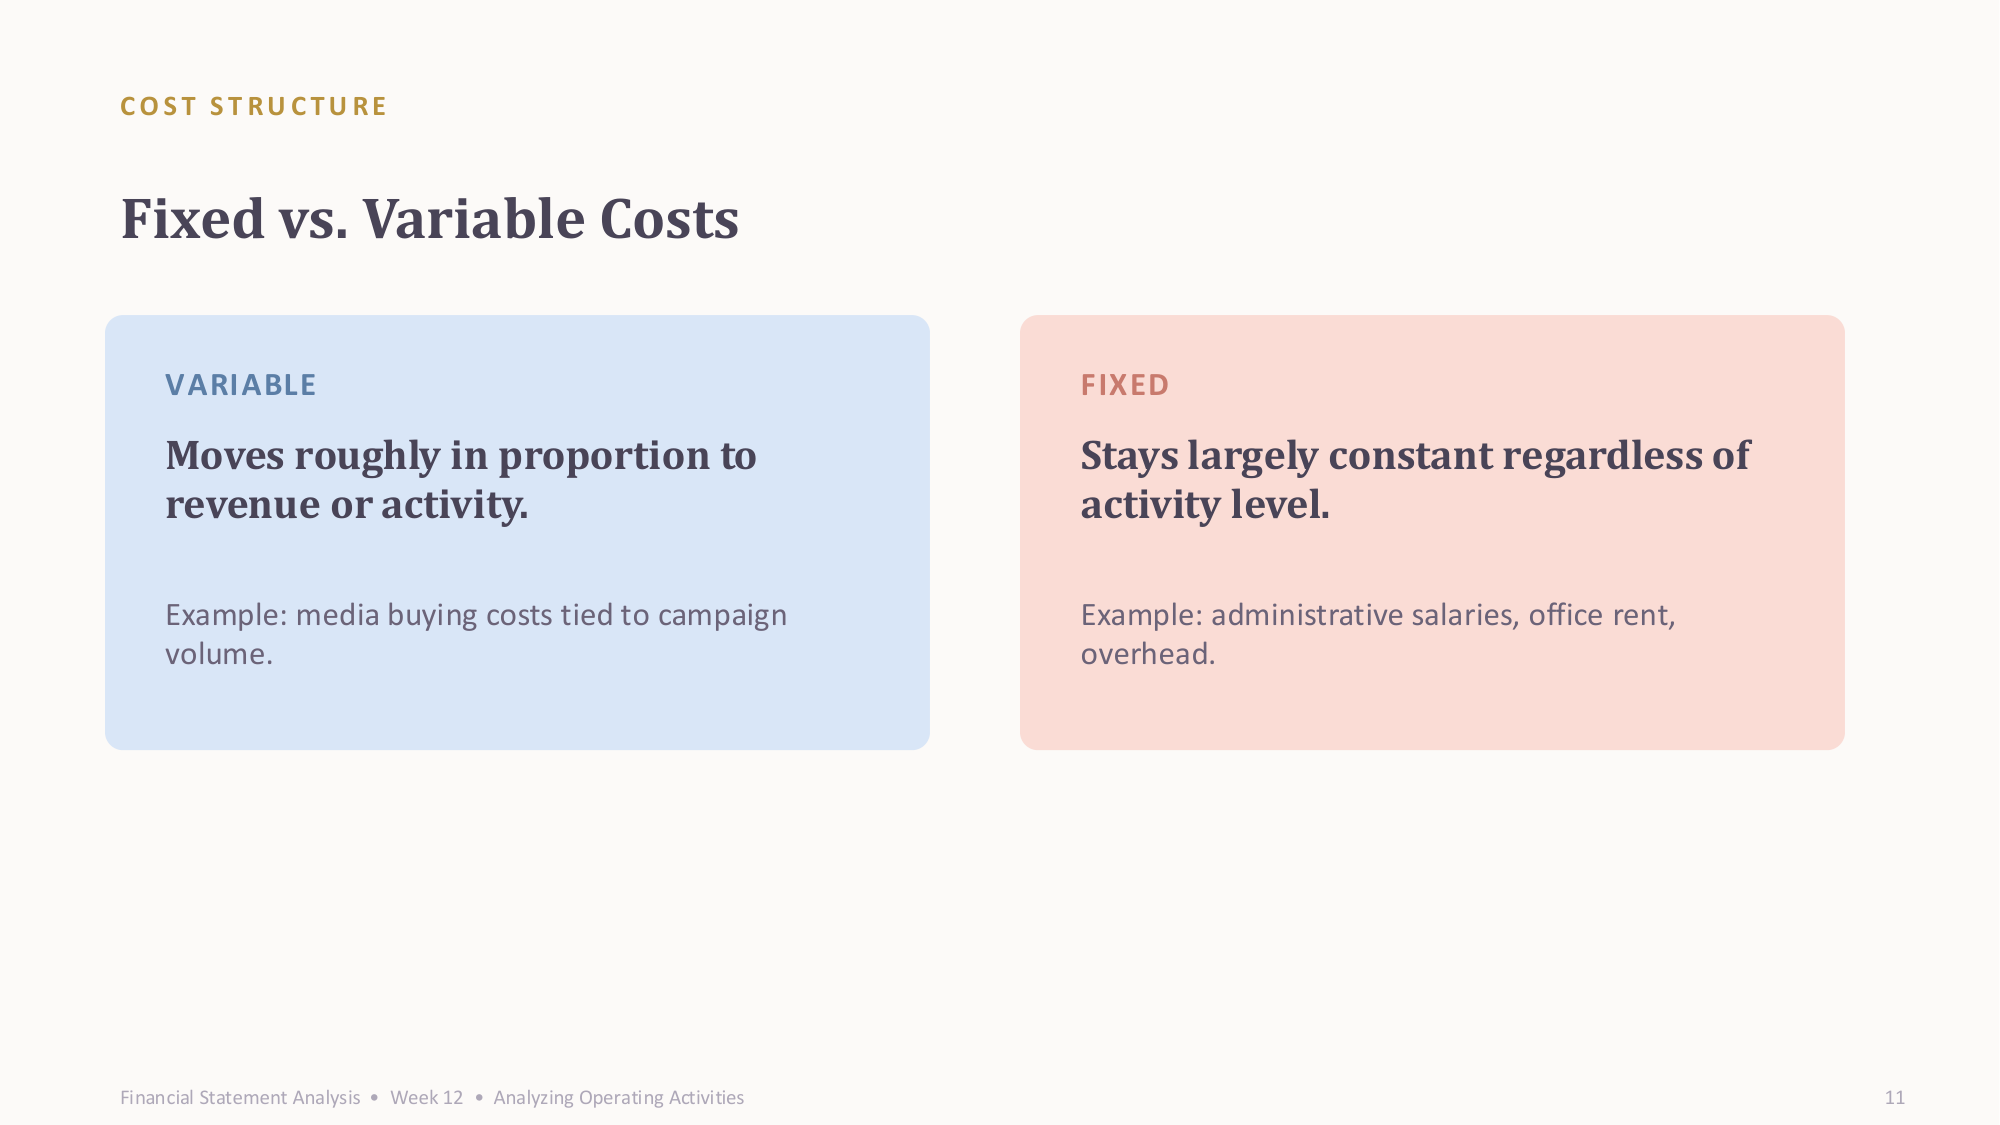 COST STRUCTURE
Fixed vs. Variable Costs
VARIABLE
Moves roughly in proportion to
revenue or activity.
Example: media buying costs tied to campaign
volume.
FIXED
Stays largely constant regardless of
activity level.
Example: administrative salaries, office rent,
overhead.
Financial Statement Analysis • Week 12 • Analyzing Operating Activities
11